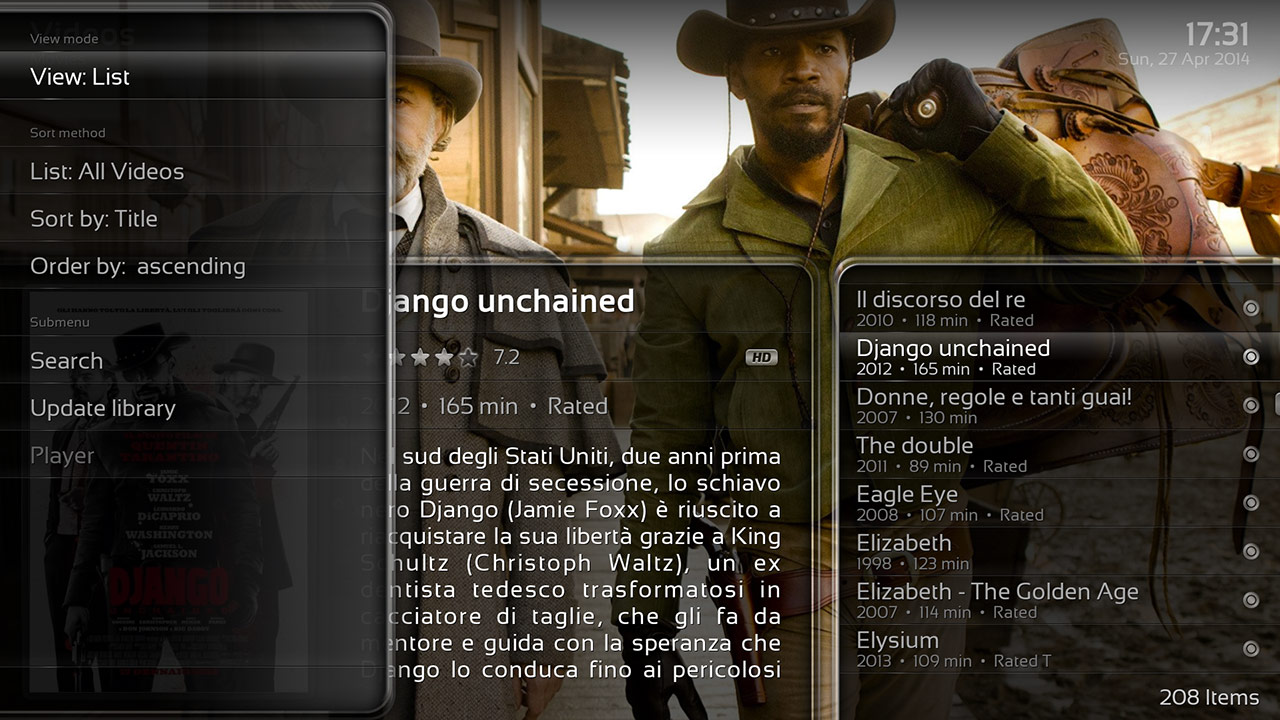 Videos
View mode
View: List
Sort method
List: All Videos
Sort by: Title
Order by: ascending
Submenu
Search
Update library
Player
QUENTIN
TARANTINO
JAMIE
FOXX
CHRISTOPH
WALTZ
LEONARDO
DiCAPRIO
KERRY
WASHINGTON
SAMUEL L.
JACKSON
DJANGO
17:31
Sun, 27 Apr 2014
Django unchained
7.2
HD
2012 • 165 min • Rated
Nel sud degli Stati Uniti, due anni prima
della guerra di secessione, lo schiavo
nero Django (Jamie Foxx) è riuscito a
riacquistare la sua libertà grazie a King
Schultz (Christoph Waltz), un ex
dentista tedesco trasformatosi in
cacciatore di taglie, che gli fa da
mentore e guida con la speranza che
Django lo conduca fino ai pericolosi
Il discorso del re
2010 • 118 min • Rated
Django unchained
2012 • 165 min • Rated
Donne, regole e tanti guai!
2007 • 130 min
The double
2011 • 89 min • Rated
Eagle Eye
2008 • 107 min • Rated
Elizabeth
1998 • 123 min
Elizabeth - The Golden Age
2007 • 114 min • Rated
Elysium
2013 • 109 min • Rated T
208 Items